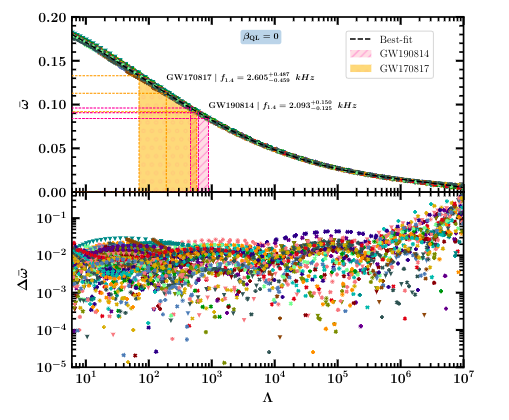 0.20
0.15
0.10
0.05
0.00
ω̄
β_QL = 0
Best-fit
GW190814
GW170817
GW170817 | f_1.4 = 2.605^{+0.487}_{-0.459} kHz
GW190814 | f_1.4 = 2.093^{+0.150}_{-0.125} kHz
10^{-1}
10^{-2}
10^{-3}
10^{-4}
10^{-5}
Δω̄
10^1 10^2 10^3 10^4 10^5 10^6 10^7
Λ